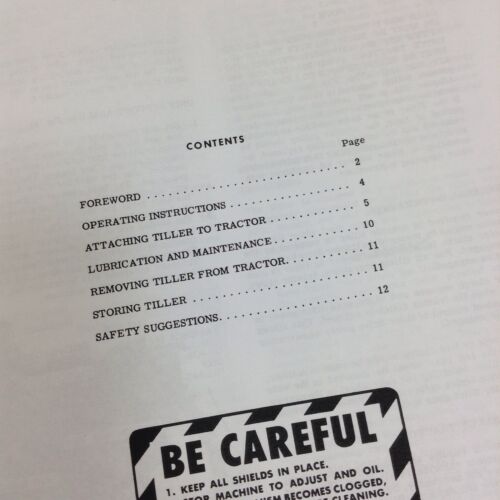 CONTENTS
Page
FOREWORD . . . . . . . . . . . . . . . . . . . . . . . . . . . 2
OPERATING INSTRUCTIONS . . . . . . . . . . . . . . . 4
ATTACHING TILLER TO TRACTOR . . . . . . . . . . . 5
LUBRICATION AND MAINTENANCE . . . . . . . . . . . 10
REMOVING TILLER FROM TRACTOR. . . . . . . . . . . 11
STORING TILLER . . . . . . . . . . . . . . . . . . . . . . . 11
SAFETY SUGGESTIONS. . . . . . . . . . . . . . . . . . . . 12
BE CAREFUL
1. KEEP ALL SHIELDS IN PLACE.
STOP MACHINE TO ADJUST AND OIL.
BECOMES CLOGGED,
CLEANING.